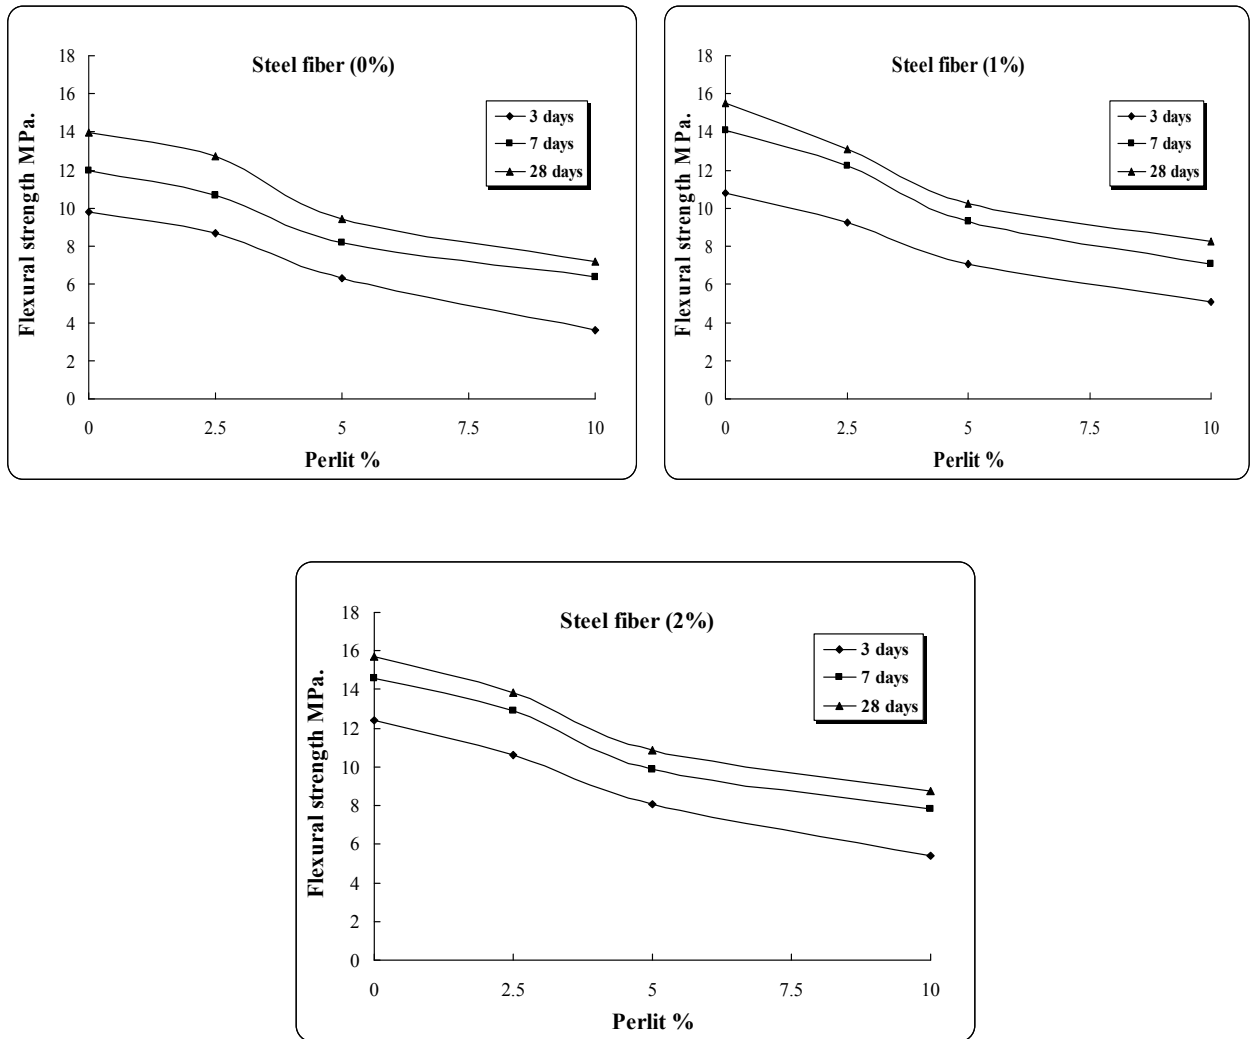 Steel fiber (0%)
18
16
14
12
10
8
6
4
2
0
Flexural strength MPa.
3 days
7 days
28 days
0 2.5 5 7.5 10
Perlit %
Steel fiber (1%)
18
16
14
12
10
8
6
4
2
0
Flexural strength MPa.
3 days
7 days
28 days
0 2.5 5 7.5 10
Perlit %
Steel fiber (2%)
18
16
14
12
10
8
6
4
2
0
Flexural strength MPa.
3 days
7 days
28 days
0 2.5 5 7.5 10
Perlit %